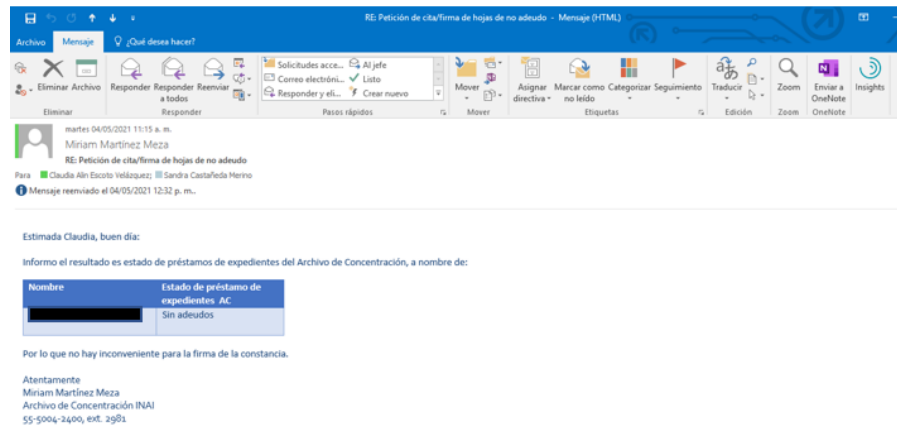 RE: Petición de cita/firma de hojas de no adeudo - Mensaje (HTML)
Archivo Mensaje ¿Qué desea hacer?
Eliminar Archivo
Responder Responder a todos Reenviar
Solicitudes acce... Al jefe
Correo electróni... Listo
Responder y eli... Crear nuevo
Mover
Asignar directiva Marcar como no leído Categorizar Seguimiento
Traducir
Zoom
Enviar a OneNote
Insights
Eliminar Responder Pasos rápidos Mover Etiquetas Edición Zoom OneNote
martes 04/05/2021 11:15 a. m.
Miriam Martínez Meza
RE: Petición de cita/firma de hojas de no adeudo
Para Claudia Alin Escoto Velázquez; Sandra Castañeda Merino
Mensaje reenviado el 04/05/2021 12:32 p. m..
Estimada Claudia, buen día:
Informo el resultado es estado de préstamos de expedientes del Archivo de Concentración, a nombre de:
Nombre Estado de préstamo de
expedientes AC
Sin adeudos
Por lo que no hay inconveniente para la firma de la constancia.
Atentamente
Miriam Martínez Meza
Archivo de Concentración INAI
55-5004-2400, ext. 2981